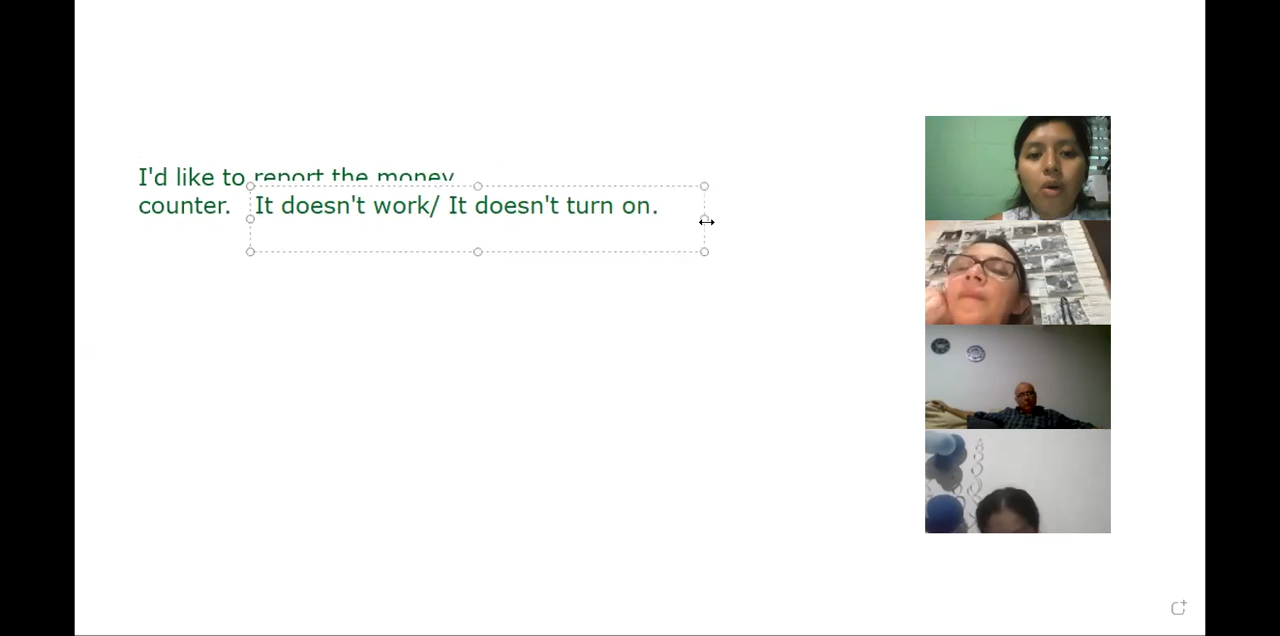 I'd like to report the money
counter. It doesn't work/ It doesn't turn on.